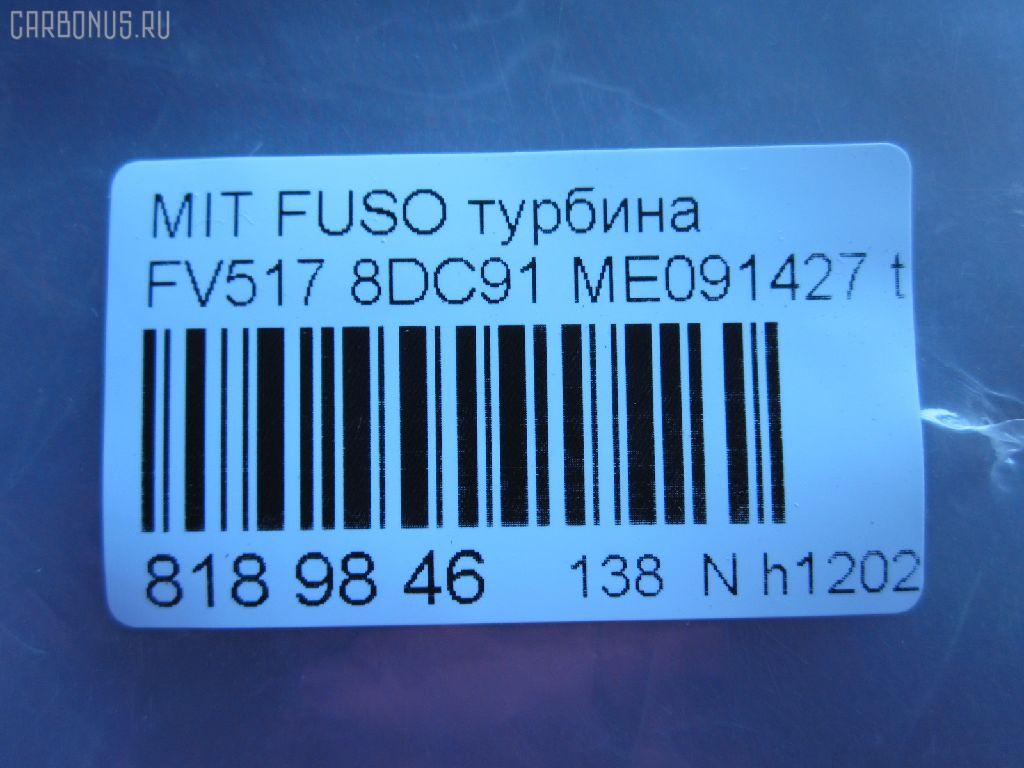 CARBONUS.RU
MIT FUSO турбина
FV517 8DC91 ME091427 t
818 98 46 138 N h1202